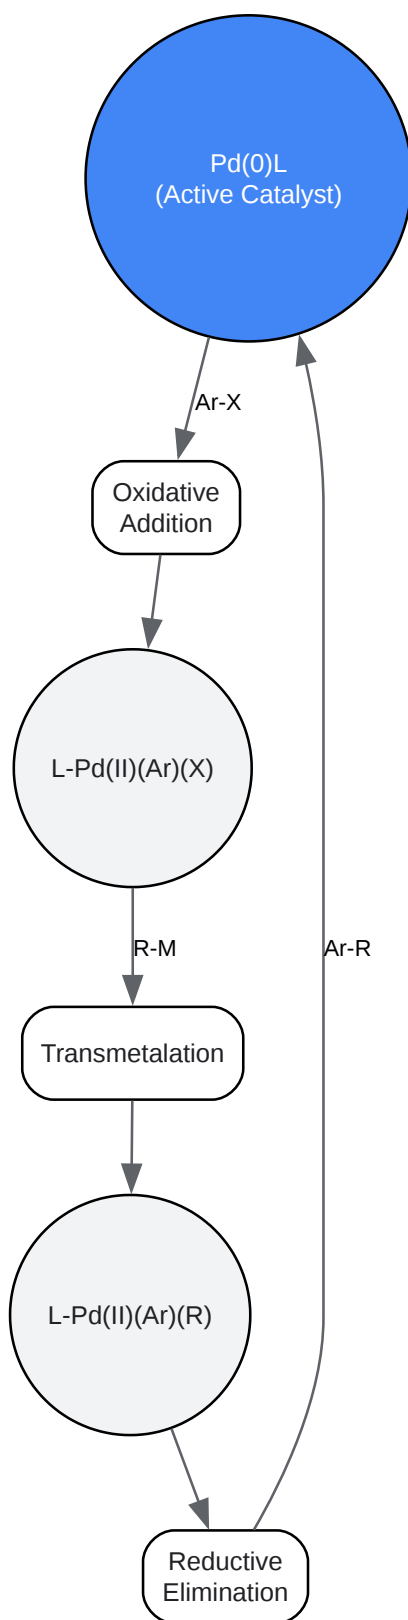 Pd(0)L
(Active Catalyst)
Ar-X
Oxidative
Addition
L-Pd(II)(Ar)(X)
R-M
Ar-R
Transmetalation
L-Pd(II)(Ar)(R)
Reductive
Elimination